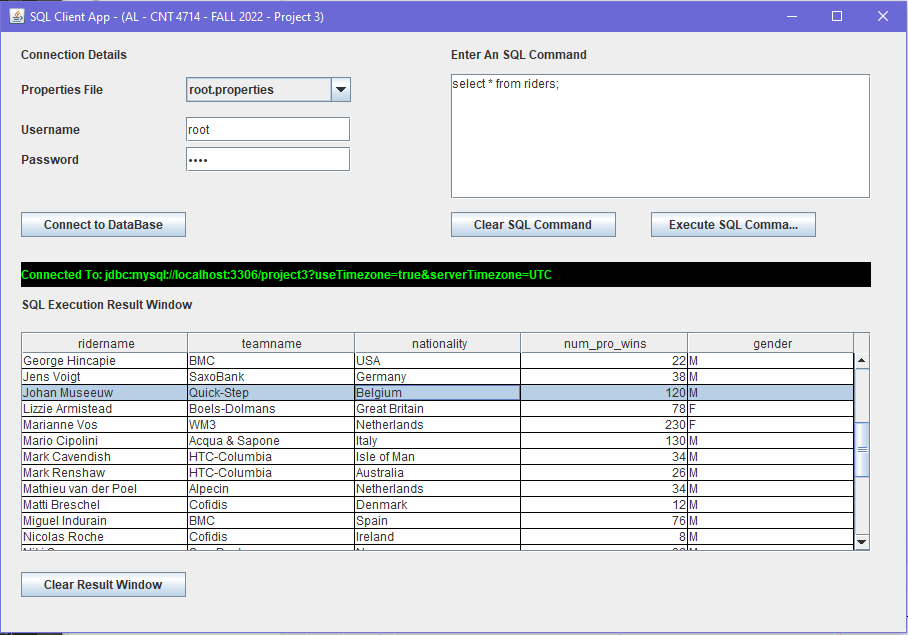 SQL Client App - (AL - CNT 4714 - FALL 2022 - Project 3)
Connection Details
Enter An SQL Command
Properties File
root.properties
select * from riders;
Username
root
Password
••••
Connect to DataBase
Clear SQL Command
Execute SQL Comma...
Connected To: jdbc:mysql://localhost:3306/project3?useTimezone=true&serverTimezone=UTC
SQL Execution Result Window
ridername teamname nationality num_pro_wins gender
George Hincapie BMC USA 22 M
Jens Voigt SaxoBank Germany 38 M
Johan Museeuw Quick-Step Belgium 120 M
Lizzie Armistead Boels-Dolmans Great Britain 78 F
Marianne Vos WM3 Netherlands 230 F
Mario Cipolini Acqua & Sapone Italy 130 M
Mark Cavendish HTC-Columbia Isle of Man 34 M
Mark Renshaw HTC-Columbia Australia 26 M
Mathieu van der Poel Alpecin Netherlands 34 M
Matti Breschel Cofidis Denmark 12 M
Miguel Indurain BMC Spain 76 M
Nicolas Roche Cofidis Ireland 8 M
Clear Result Window